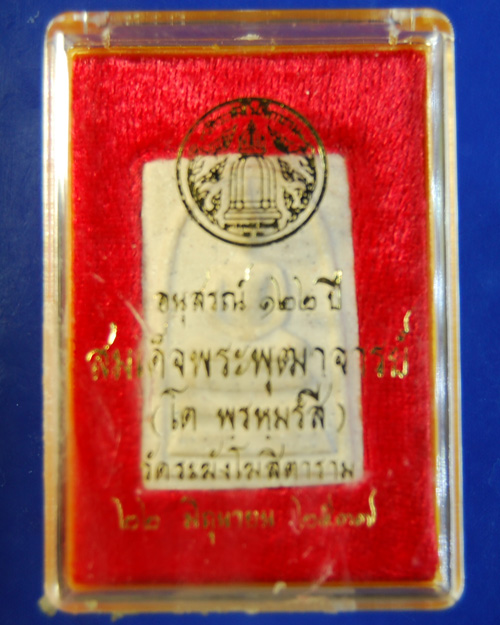 อนุสรณ์ ๑๒๒ ปี
สมเด็จพระพุฒาจารย์
(โต พรหมรังสี)
วัดระฆังโฆสิตาราม
๒๒ มิถุนายน ๒๕๓๗